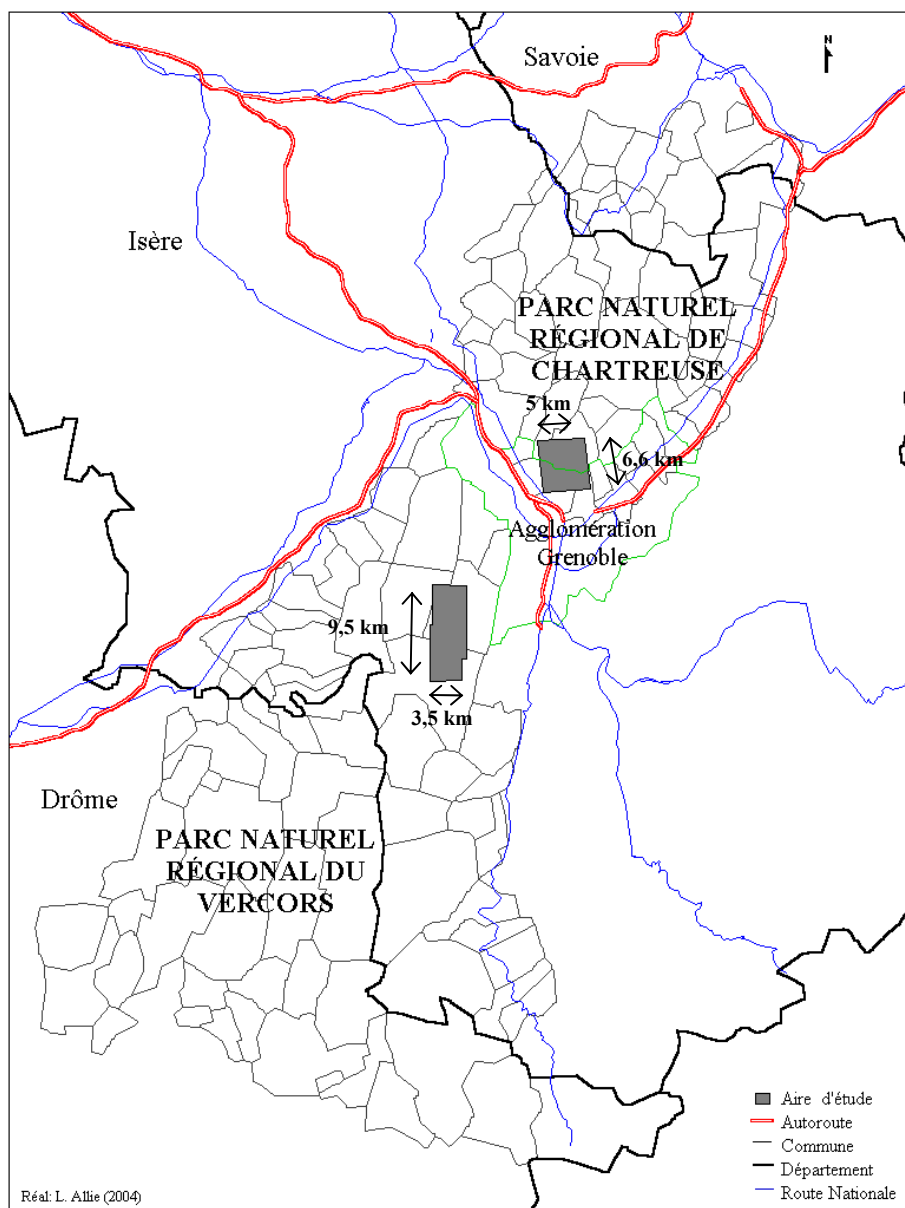 N
Savoie
Isère
PARC NATUREL
RÉGIONAL DE
CHARTREUSE
5 km
6,6 km
Agglomération
Grenoble
9,5 km
3,5 km
Drôme
PARC NATUREL
RÉGIONAL DU
VERCORS
Aire d'étude
Autoroute
Commune
Département
Route Nationale
Réal: L. Allie (2004)